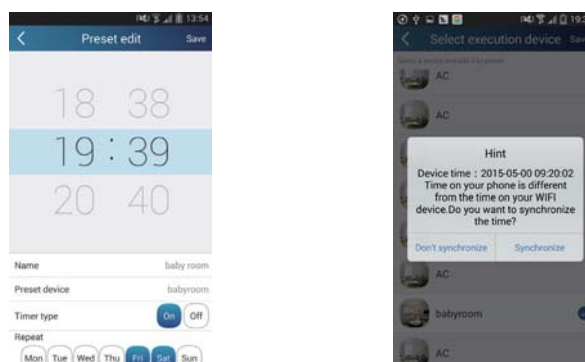 13:54
Preset edit Save
18 38
19 : 39
20 40
Name baby room
Preset device babyroom
Timer type On Off
Repeat
Mon Tue Wed Thu Fri Sat Sun
Select execution device
AC
AC
Hint
Device time : 2015-05-00 09:20:02
Time on your phone is different
from the time on your WIFI
device.Do you want to synchronize
the time?
Don't synchronize Synchronize
AC
babyroom
AC